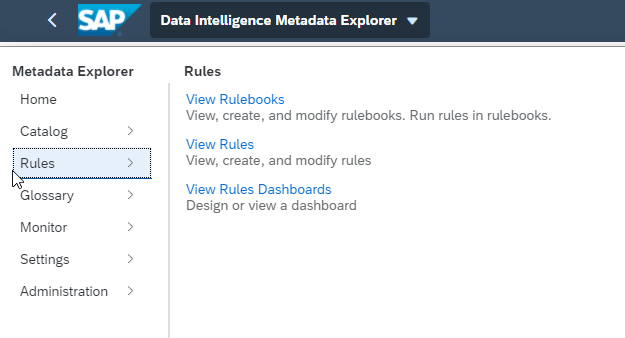 SAP Data Intelligence Metadata Explorer
Metadata Explorer
Home
Catalog
Rules
Glossary
Monitor
Settings
Administration
Rules
View Rulebooks
View, create, and modify rulebooks. Run rules in rulebooks.
View Rules
View, create, and modify rules
View Rules Dashboards
Design or view a dashboard